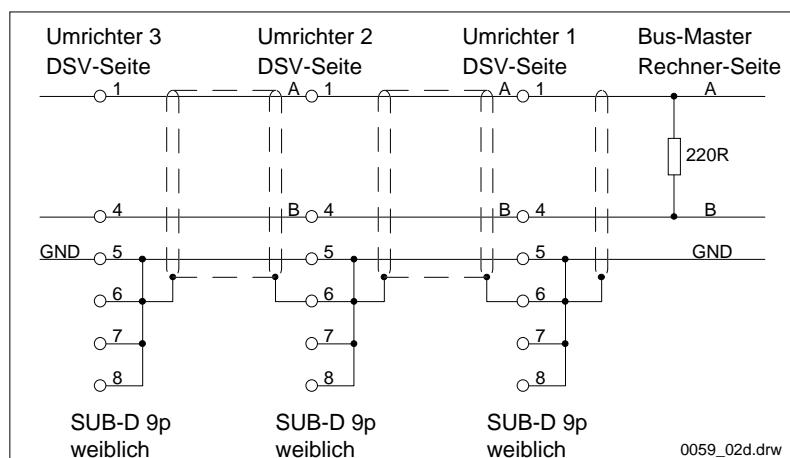 Umrichter 3 Umrichter 2 Umrichter 1 Bus-Master
DSV-Seite DSV-Seite DSV-Seite Rechner-Seite
1 A 1 A 1 A
220R
4 B 4 B 4 B
GND 5 5 5 GND
6 6 6
7 7 7
8 8 8
SUB-D 9p SUB-D 9p SUB-D 9p
weiblich weiblich weiblich 0059_02d.drw